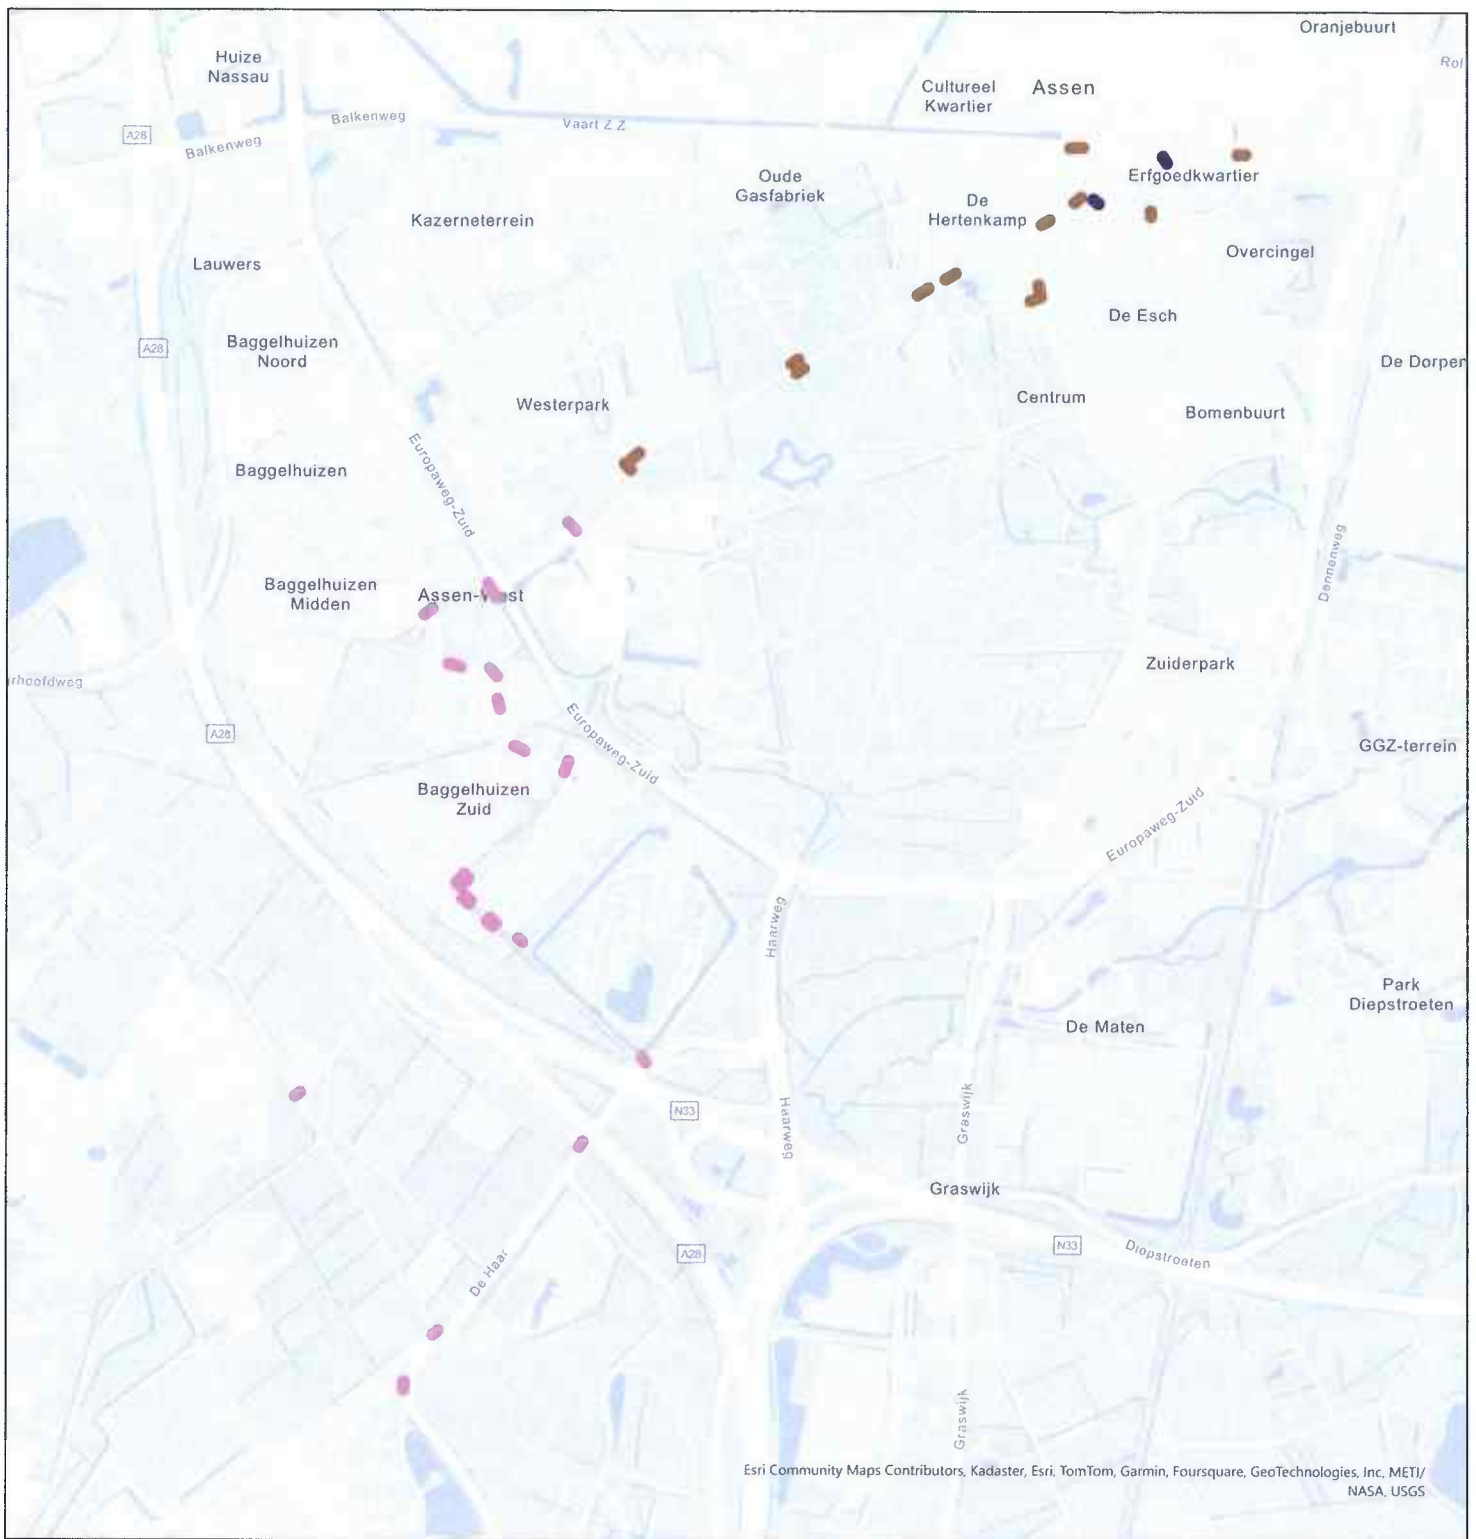 Oranjebuurt
Huize
Nassau
Rol
Cultureel
Kwartier
Assen
Balkenweg
Vaart Z Z
A28
Balkenweg
Erfgoedkwartier
Oude
Gasfabriek
De
Hertenkamp
Kazerneterrein
Overcingel
Lauwers
De Esch
Baggelhuizen
Noord
A28
De Dorpen
Centrum
Westerpark
Bomenbuurt
Baggelhuizen
Europaweg-Zuid
Dennenweg
Baggelhuizen
Midden
Assen-West
Zuiderpark
rhoofdweg
A28
Europaweg-Zuid
GGZ-terrein
Baggelhuizen
Zuid
Europaweg-Zuid
Haarweg
Park
Diepstroeten
De Maten
N33
Haarweg
Graswijk
Graswijk
A28
N33
Diepstroeten
De Haar
Graswijk
Esri Community Maps Contributors, Kadaster, Esri, TomTom, Garmin, Foursquare, GeoTechnologies, Inc, METI/
NASA, USGS